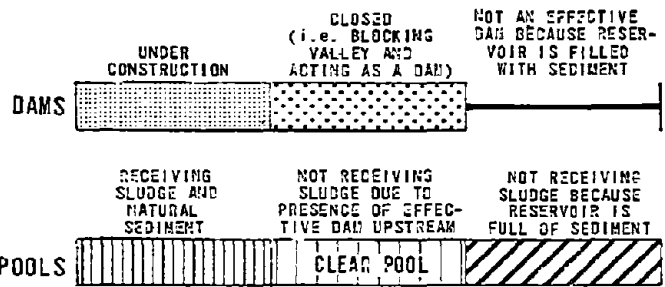 UNDER
CONSTRUCTION
CLOSED
(i.e. BLOCKING
VALLEY AND
ACTING AS A DAM)
NOT AN EFFECTIVE
DAM BECAUSE RESER-
VOIR IS FILLED
WITH SEDIMENT
DAMS
RECEIVING
SLUDGE AND
NATURAL
SEDIMENT
NOT RECEIVING
SLUDGE DUE TO
PRESENCE OF EFFEC-
TIVE DAM UPSTREAM
NOT RECEIVING
SLUDGE BECAUSE
RESERVOIR IS
FULL OF SEDIMENT
POOLS
CLEAR POOL